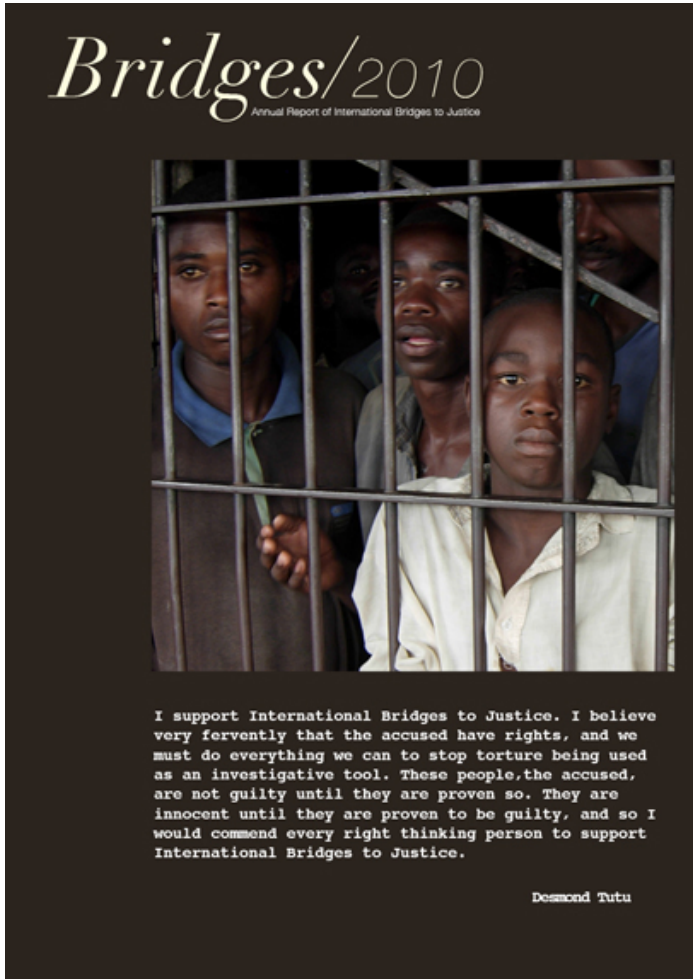 Bridges/2010
Annual Report of International Bridges to Justice
I support International Bridges to Justice. I believe
very fervently that the accused have rights, and we
must do everything we can to stop torture being used
as an investigative tool. These people,the accused,
are not guilty until they are proven so. They are
innocent until they are proven to be guilty, and so I
would commend every right thinking person to support
International Bridges to Justice.
Desmond Tutu